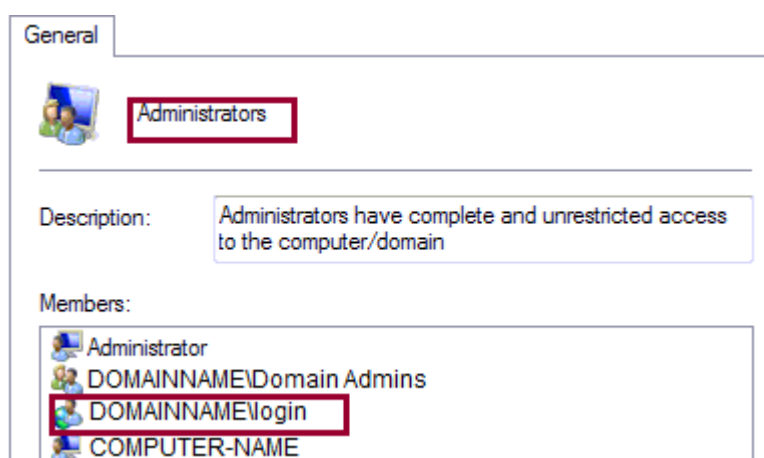 General
Administrators
Description:
Administrators have complete and unrestricted access
to the computer/domain
Members:
Administrator
DOMAINNAME\Domain Admins
DOMAINNAME\login
COMPUTER-NAME